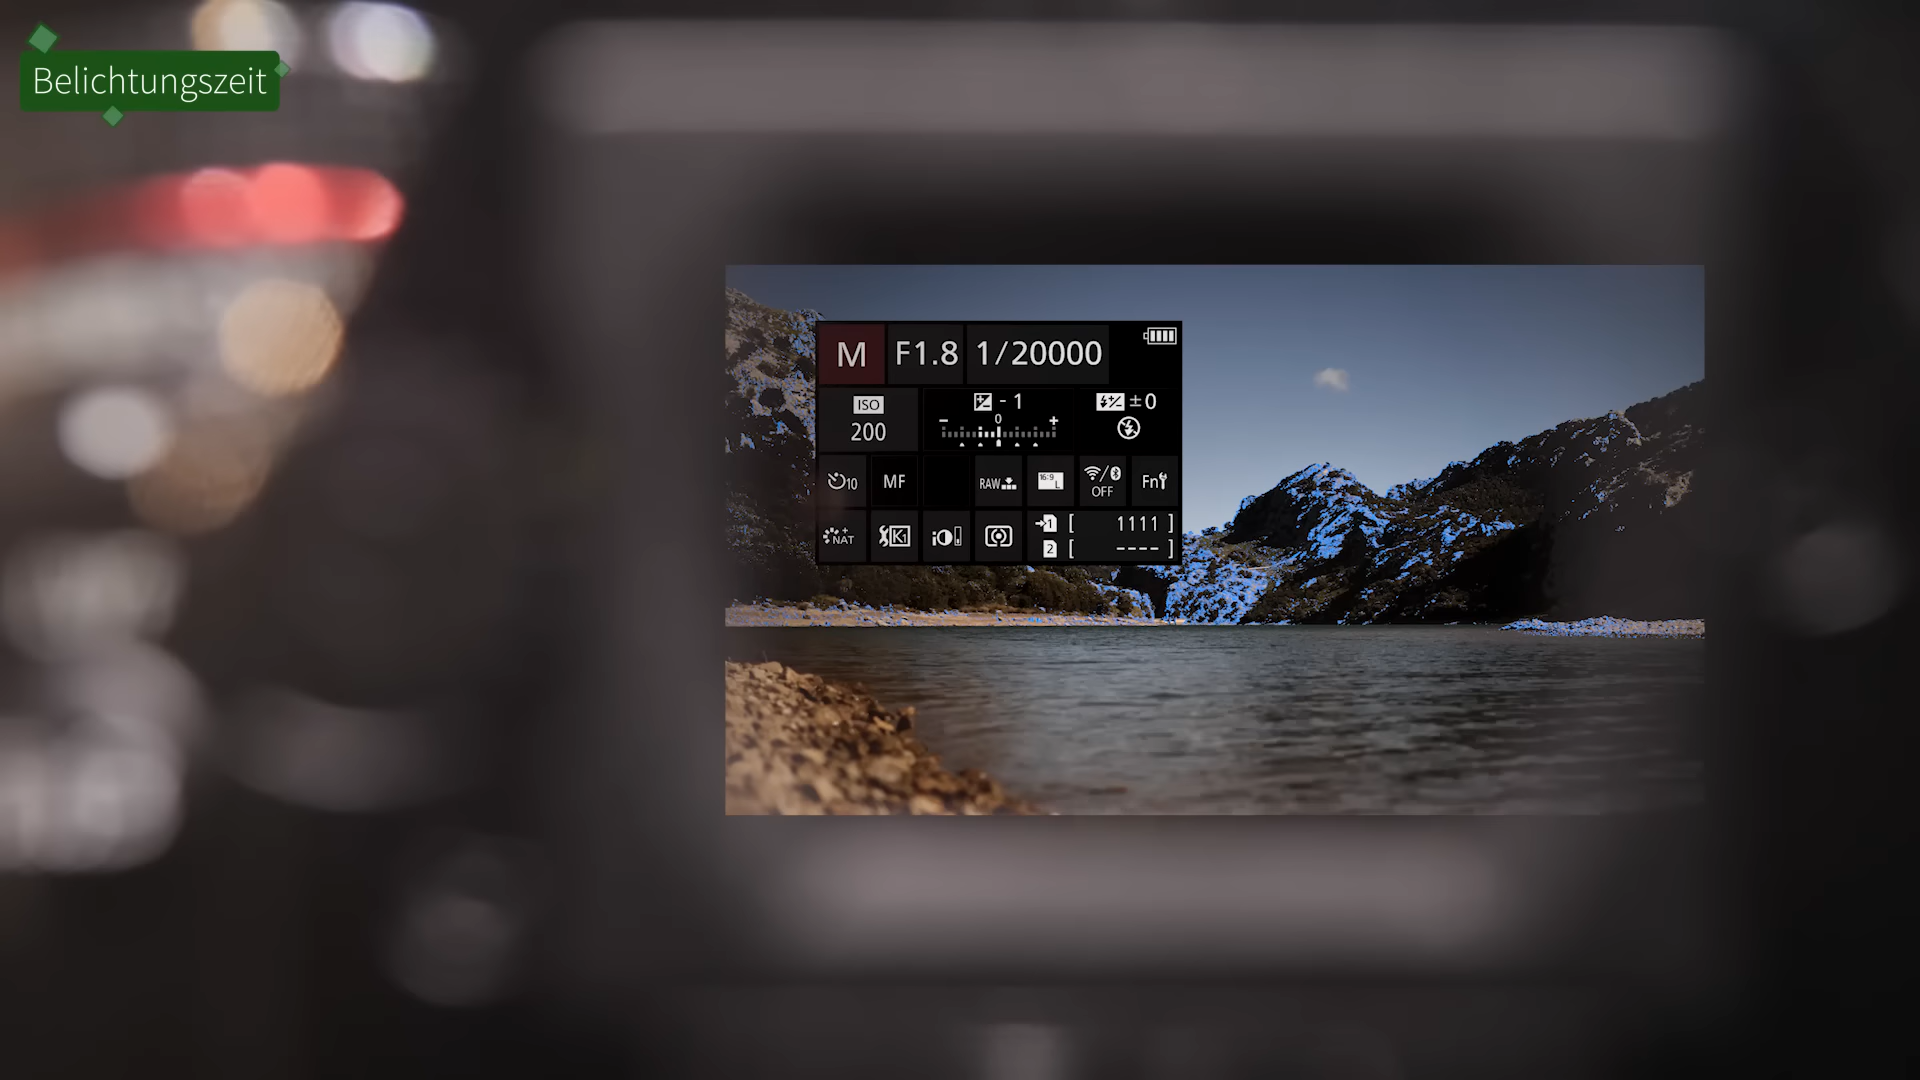 Belichtungszeit
M F1.8 1/20000
ISO - 1 ±0
200 - 0 +
10 MF RAW 16:9 L OFF Fn
NAT K1 i 1 [ 1111 ]
2 [ ---- ]